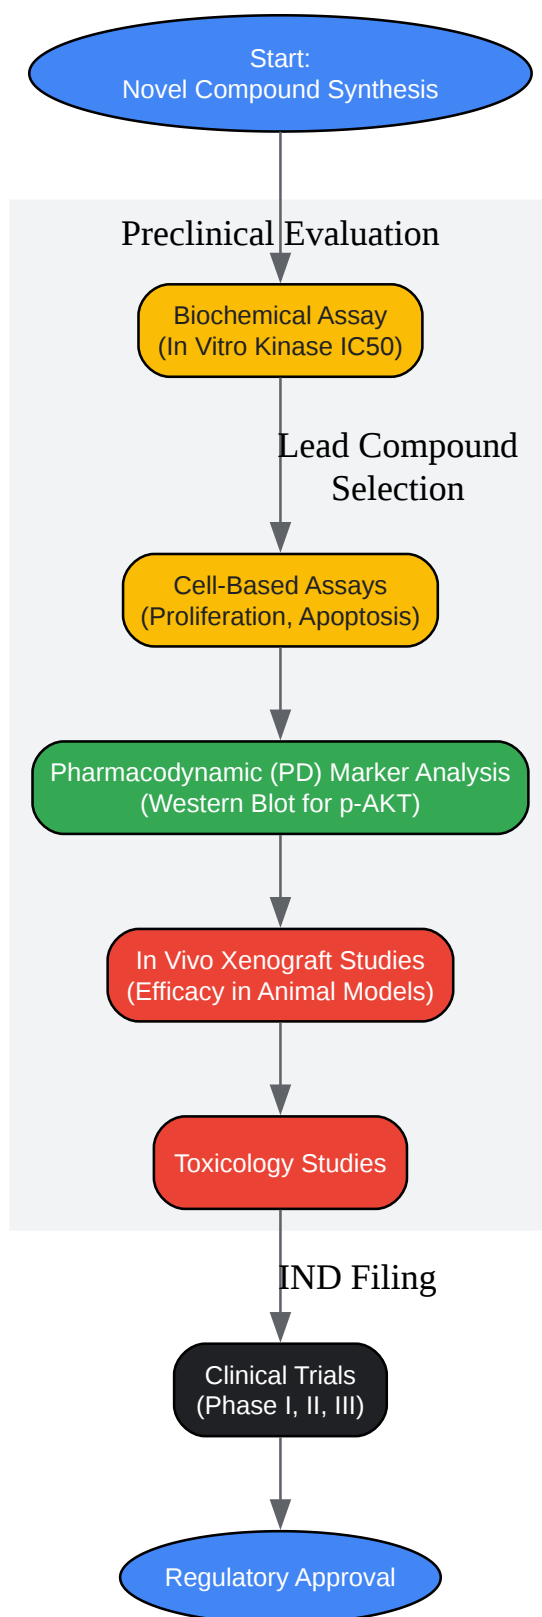 Start:
Novel Compound Synthesis
Preclinical Evaluation
Biochemical Assay
(In Vitro Kinase IC50)
Lead Compound
Selection
Cell-Based Assays
(Proliferation, Apoptosis)
Pharmacodynamic (PD) Marker Analysis
(Western Blot for p-AKT)
In Vivo Xenograft Studies
(Efficacy in Animal Models)
Toxicology Studies
IND Filing
Clinical Trials
(Phase I, II, III)
Regulatory Approval